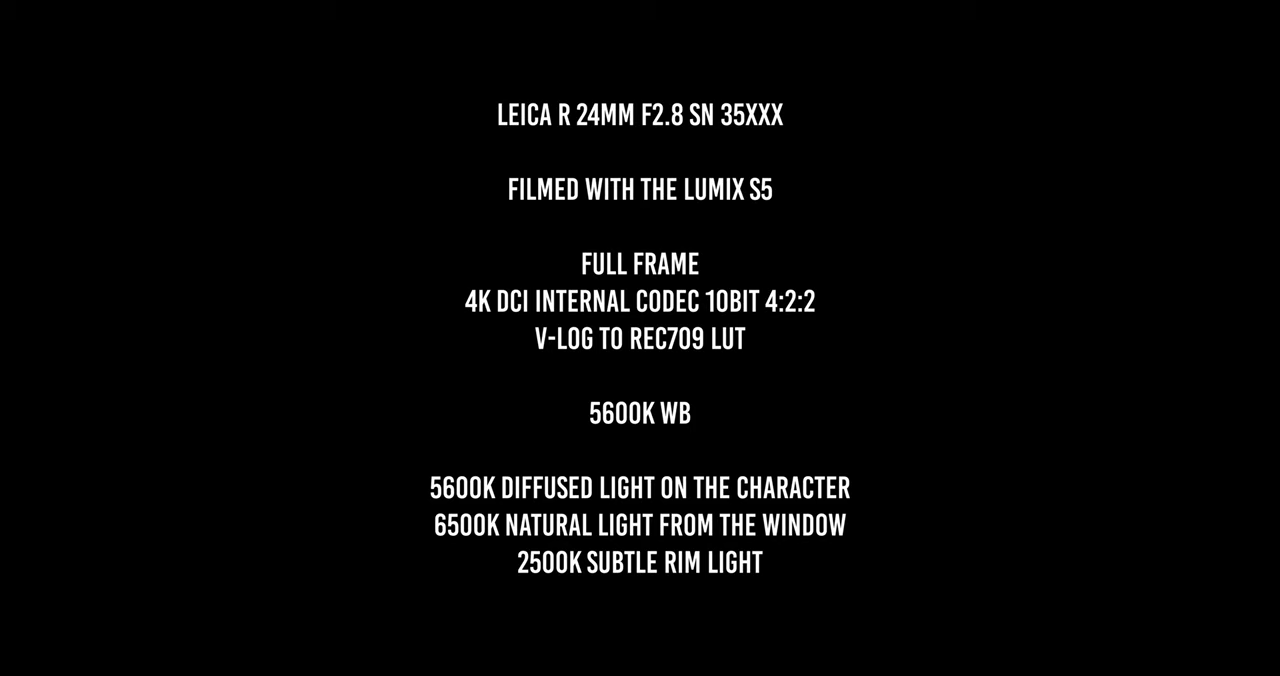 LEICA R 24MM F2.8 SN 35XXX
FILMED WITH THE LUMIX S5
FULL FRAME
4K DCI INTERNAL CODEC 10BIT 4:2:2
V-LOG TO REC709 LUT
5600K WB
5600K DIFFUSED LIGHT ON THE CHARACTER
6500K NATURAL LIGHT FROM THE WINDOW
2500K SUBTLE RIM LIGHT